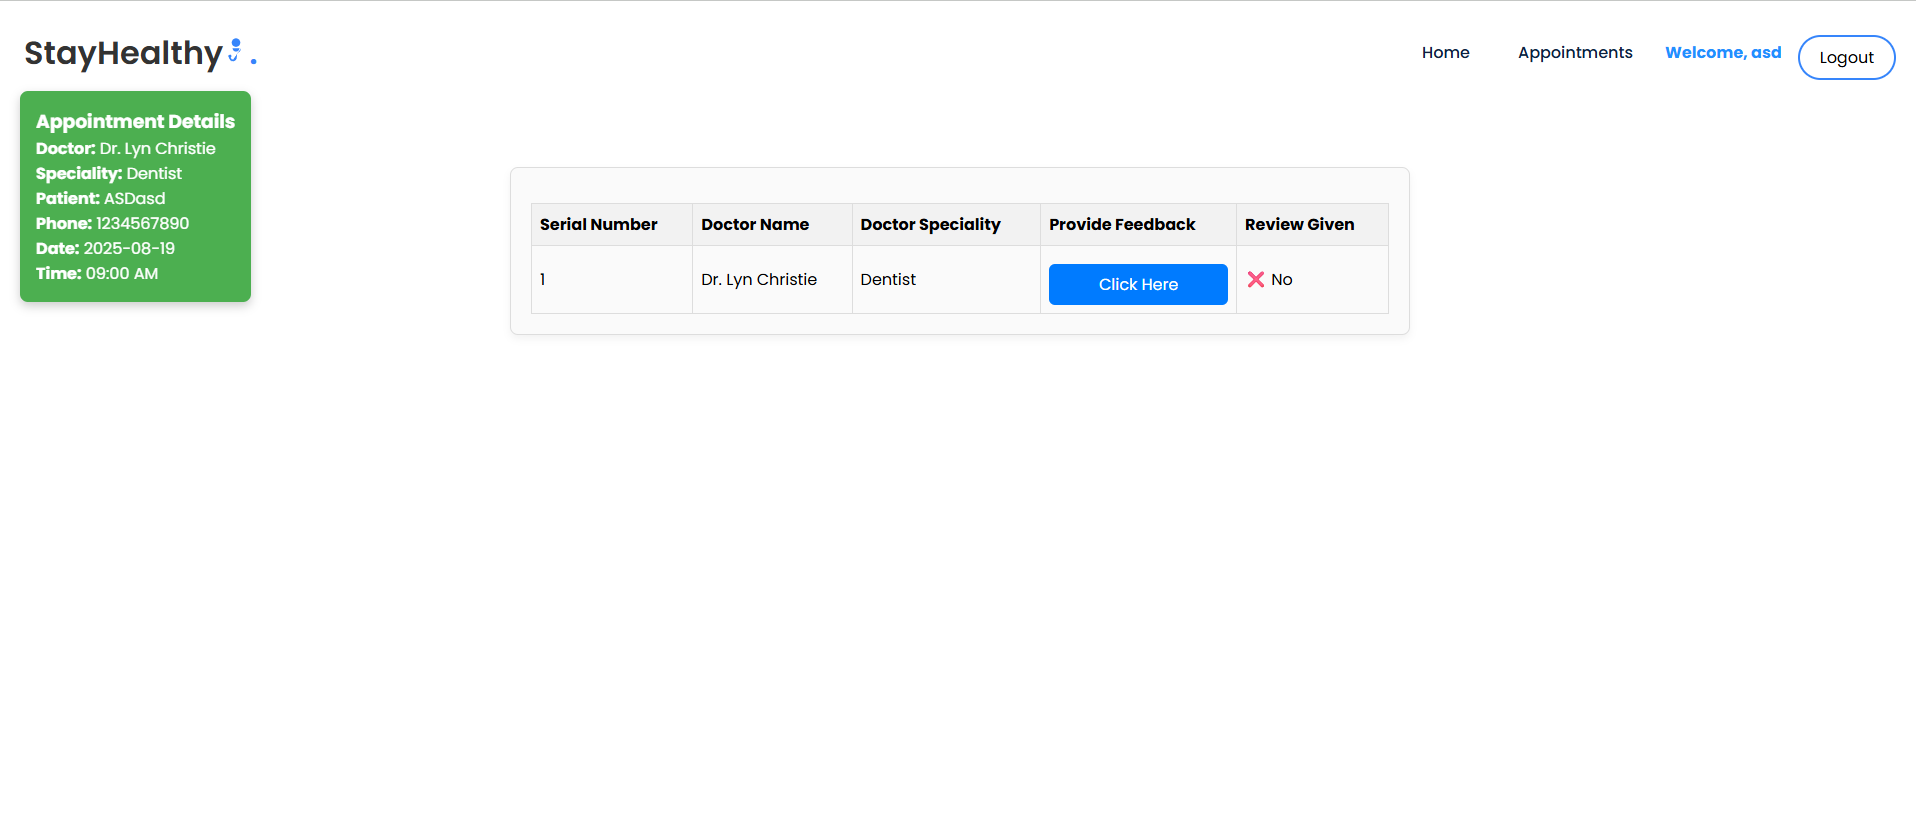 StayHealthy.
Home Appointments Welcome, asd Logout
Appointment Details
Doctor: Dr. Lyn Christie
Speciality: Dentist
Patient: ASDasd
Phone: 1234567890
Date: 2025-08-19
Time: 09:00 AM
Serial Number Doctor Name Doctor Speciality Provide Feedback Review Given
1 Dr. Lyn Christie Dentist Click Here ❌ No